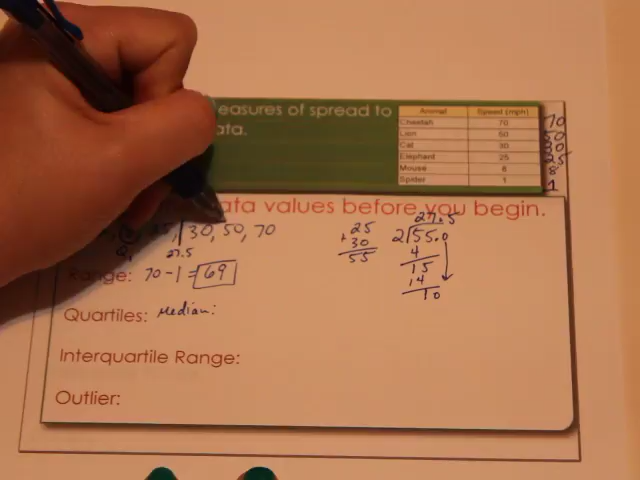 easures of spread to
ata.
Animal Speed (mph)
Cheetah 70 70
Lion 50 50
Cat 30 30
Elephant 25 25
Mouse 8 8
Spider 1 1
ata values before you begin.
30, 50, 70
27.5
Range: 70 - 1 = 69
25
+ 30
55
27.5
2 55.0
4
15
14
10
Quartiles: Median:
Interquartile Range:
Outlier: